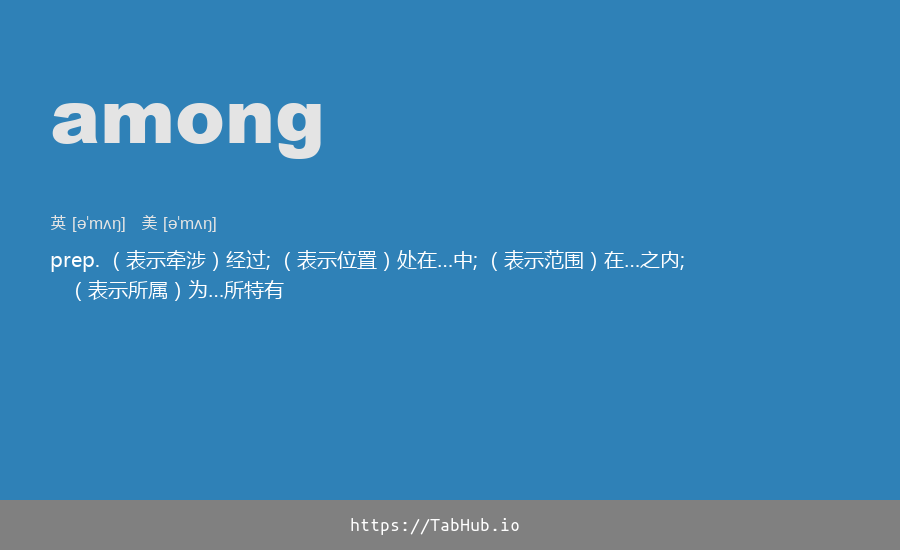 among
英 [əˈmʌŋ]   美 [əˈmʌŋ]
prep. （表示牵涉）经过; （表示位置）处在…中; （表示范围）在…之内;
（表示所属）为…所特有
https://TabHub.io